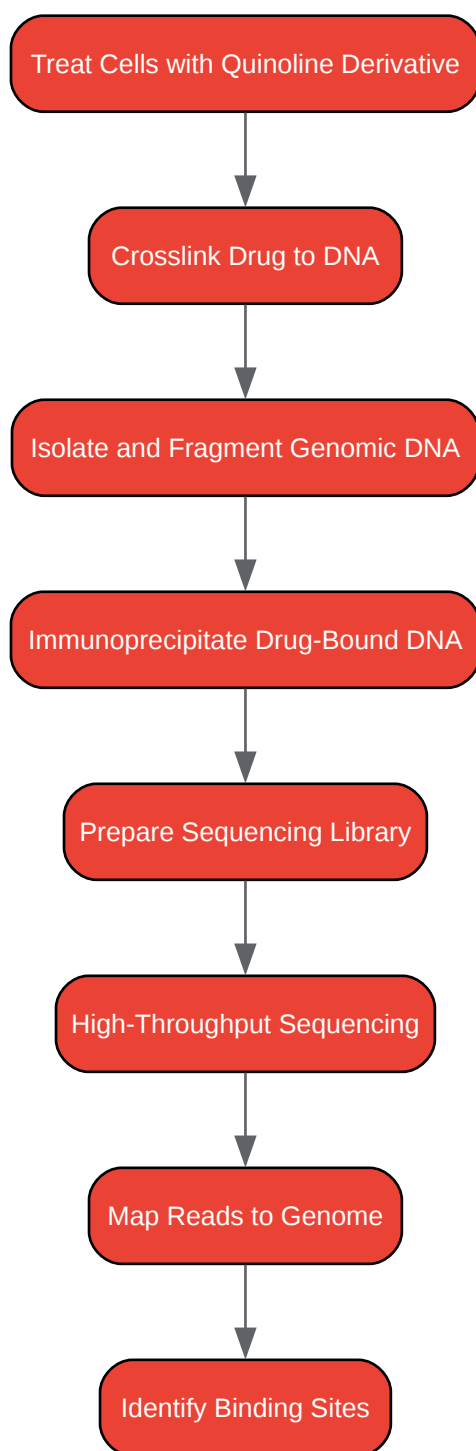 Treat Cells with Quinoline Derivative
Crosslink Drug to DNA
Isolate and Fragment Genomic DNA
Immunoprecipitate Drug-Bound DNA
Prepare Sequencing Library
High-Throughput Sequencing
Map Reads to Genome
Identify Binding Sites